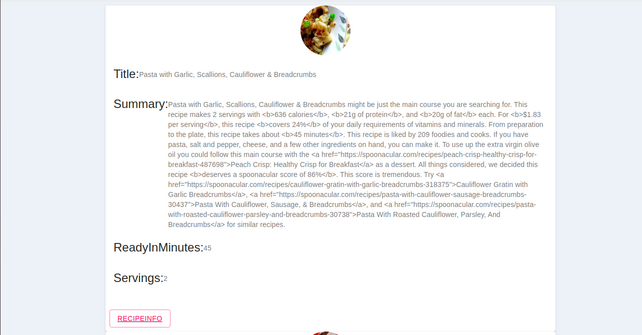 Title:Pasta with Garlic, Scallions, Cauliflower & Breadcrumbs
Summary:Pasta with Garlic, Scallions, Cauliflower & Breadcrumbs might be just the main course you are searching for. This
recipe makes 2 servings with <b>636 calories</b>, <b>21g of protein</b>, and <b>20g of fat</b> each. For <b>$1.83
per serving</b>, this recipe <b>covers 24%</b> of your daily requirements of vitamins and minerals. From preparation
to the plate, this recipe takes about <b>45 minutes</b>. This recipe is liked by 209 foodies and cooks. If you have
pasta, salt and pepper, cheese, and a few other ingredients on hand, you can make it. To use up the extra virgin olive
oil you could follow this main course with the <a href="https://spoonacular.com/recipes/peach-crisp-healthy-crisp-for-
breakfast-487698">Peach Crisp: Healthy Crisp for Breakfast</a> as a dessert. All things considered, we decided this
recipe <b>deserves a spoonacular score of 86%</b>. This score is tremendous. Try <a
href="https://spoonacular.com/recipes/cauliflower-gratin-with-garlic-breadcrumbs-318375">Cauliflower Gratin with
Garlic Breadcrumbs</a>, <a href="https://spoonacular.com/recipes/pasta-with-cauliflower-sausage-breadcrumbs-
30437">Pasta With Cauliflower, Sausage, & Breadcrumbs</a>, and <a href="https://spoonacular.com/recipes/pasta-
with-roasted-cauliflower-parsley-and-breadcrumbs-30738">Pasta With Roasted Cauliflower, Parsley, And
Breadcrumbs</a> for similar recipes.
ReadyInMinutes:45
Servings:2
RECIPEINFO